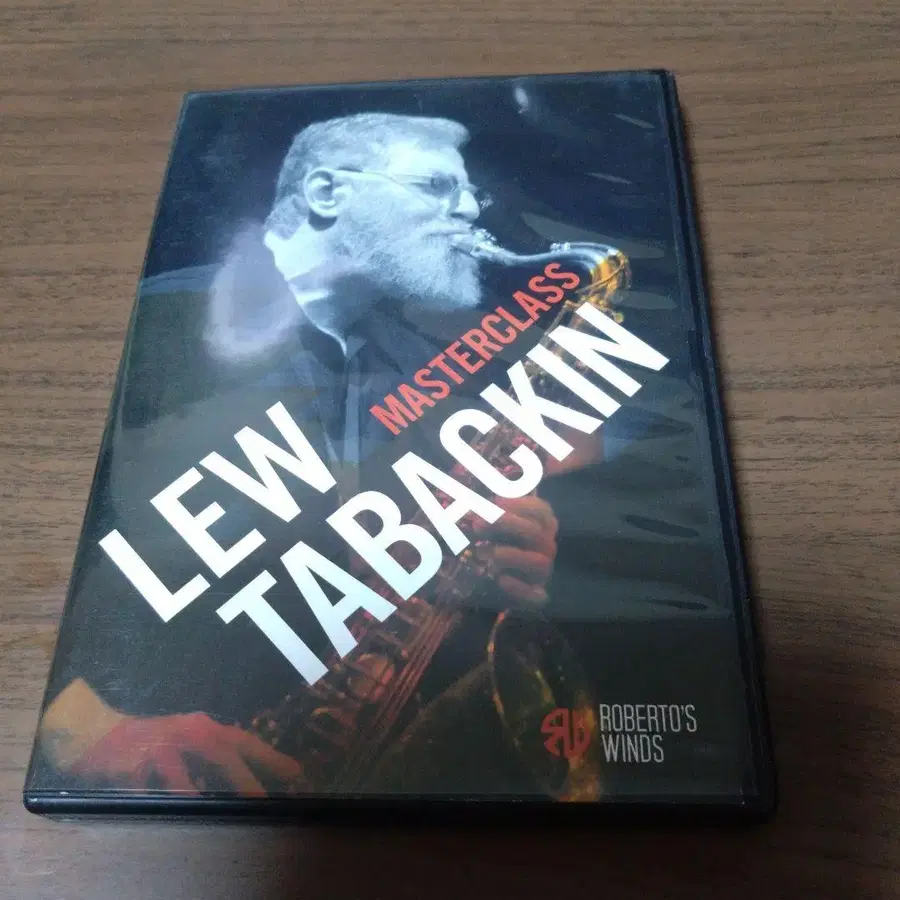 MASTERCLASS
LEW
TABACKIN
ROBERTO'S
WINDS